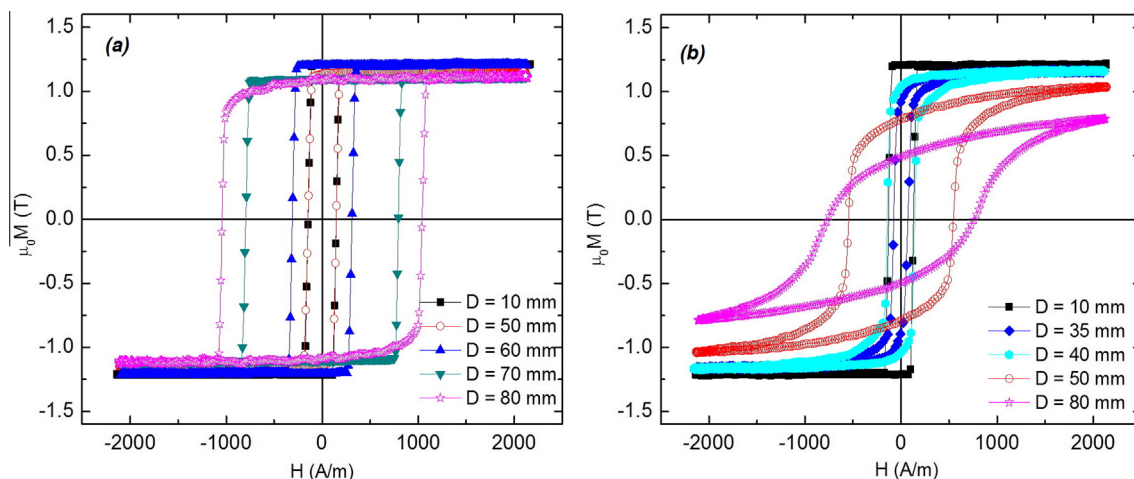 (a)
1.5
1.0
0.5
0.0
-0.5
-1.0
-1.5
μ₀M (T)
-2000 -1000 0 1000 2000
H (A/m)
D = 10 mm
D = 50 mm
D = 60 mm
D = 70 mm
D = 80 mm
(b)
1.5
1.0
0.5
0.0
-0.5
-1.0
-1.5
μ₀M (T)
-2000 -1000 0 1000 2000
H (A/m)
D = 10 mm
D = 35 mm
D = 40 mm
D = 50 mm
D = 80 mm